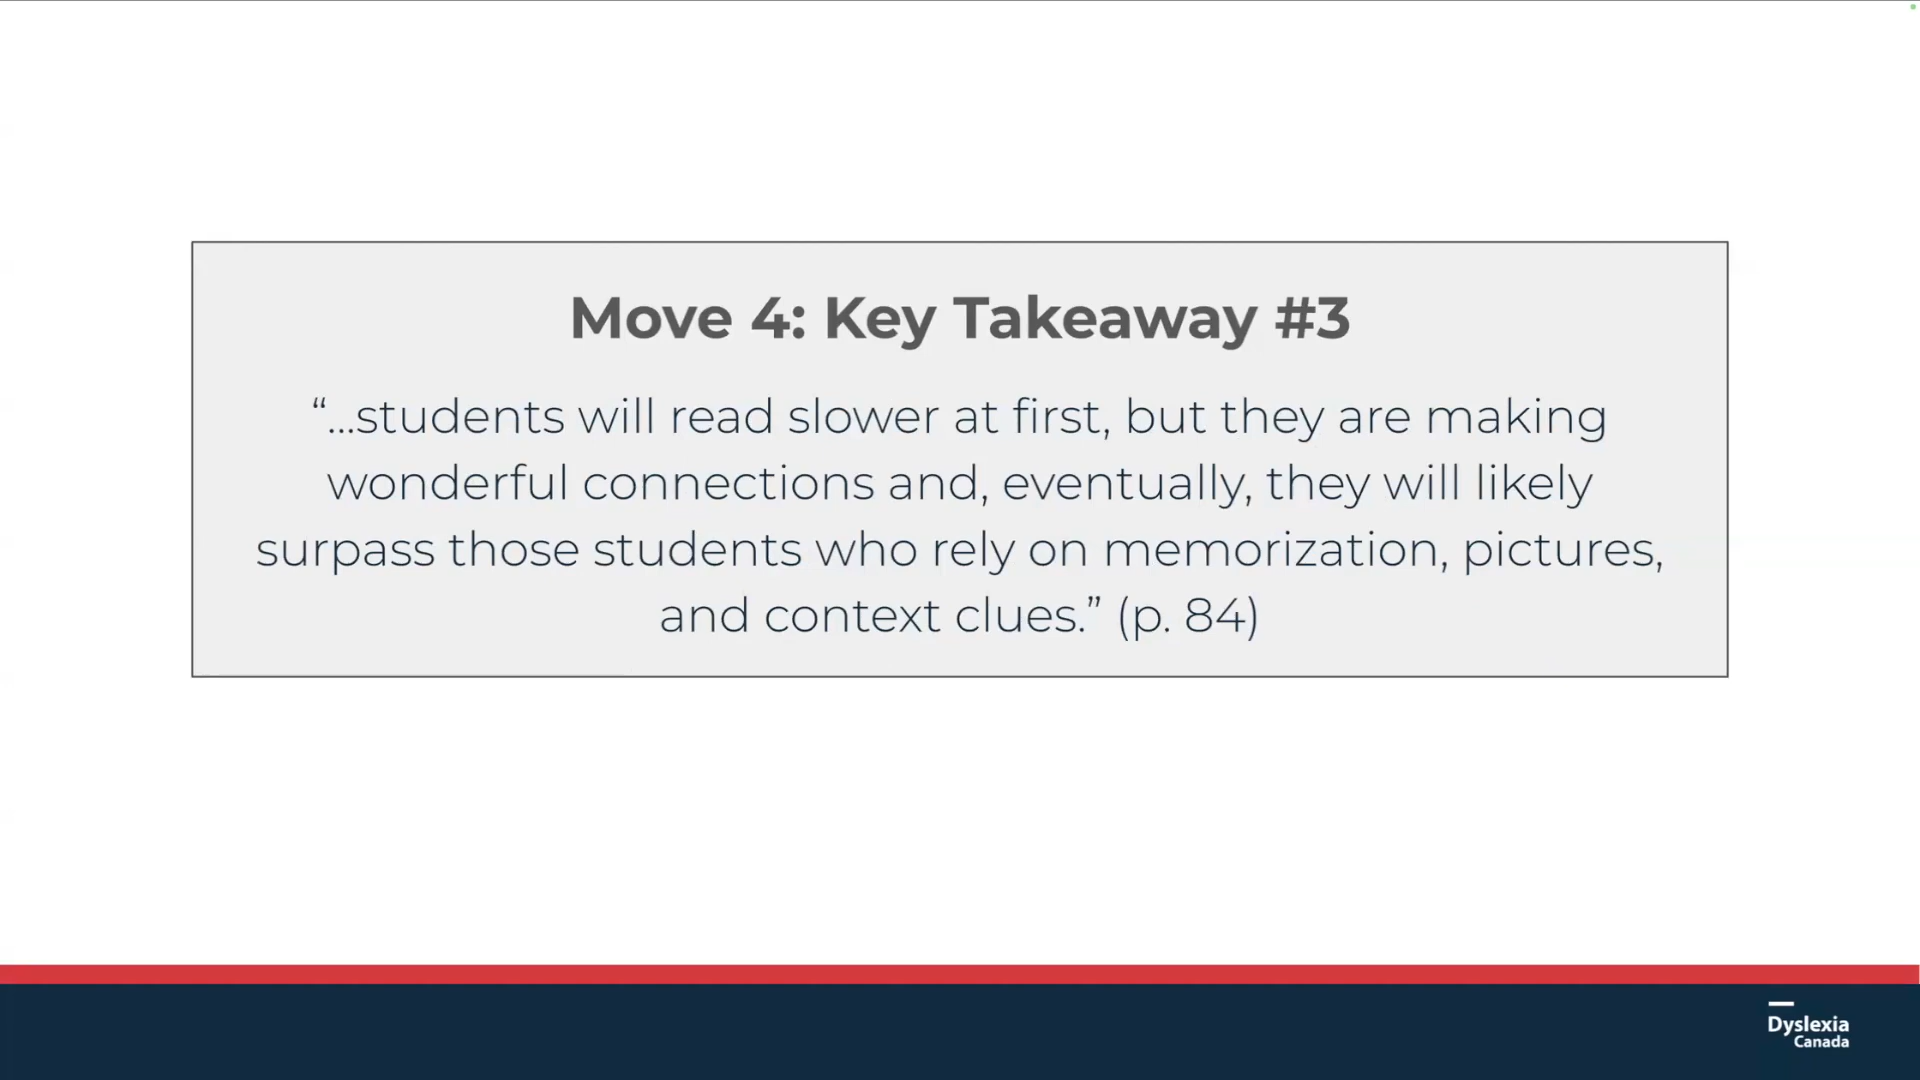 Move 4: Key Takeaway #3
“...students will read slower at first, but they are making
wonderful connections and, eventually, they will likely
surpass those students who rely on memorization, pictures,
and context clues.” (p. 84)
Dyslexia
Canada